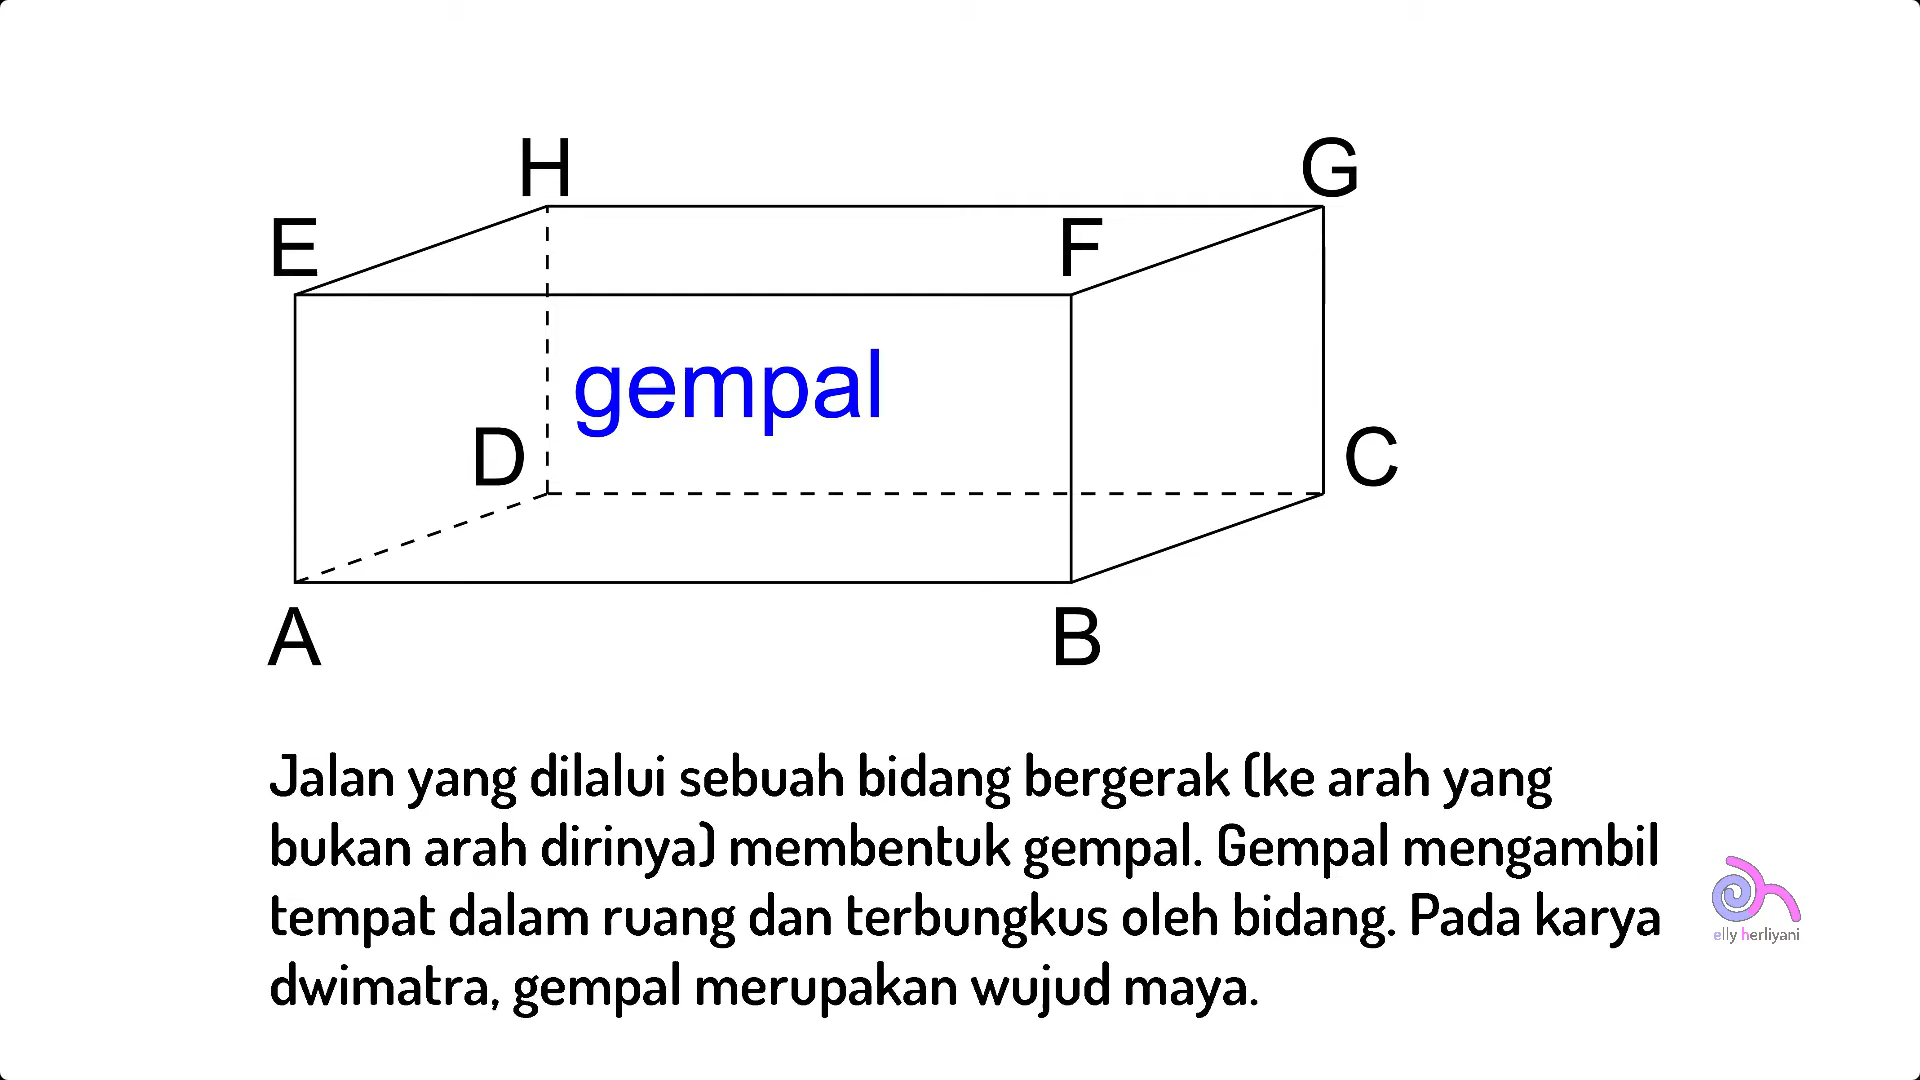 H
G
E
F
gempal
D
C
A
B
Jalan yang dilalui sebuah bidang bergerak (ke arah yang
bukan arah dirinya) membentuk gempal. Gempal mengambil
tempat dalam ruang dan terbungkus oleh bidang. Pada karya
dwimatra, gempal merupakan wujud maya.
elly herliyani